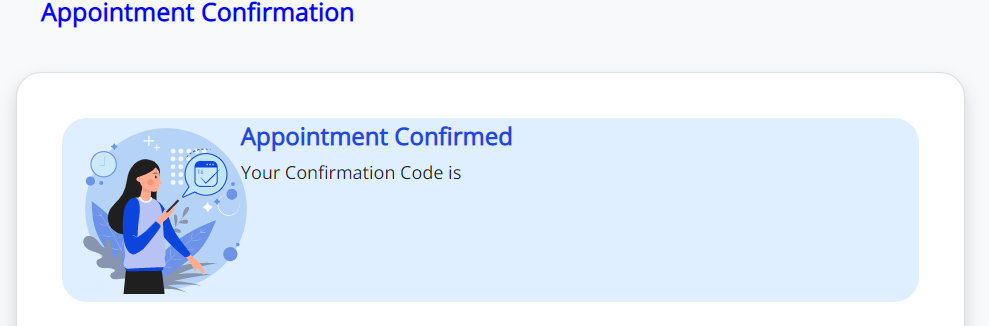 Appointment Confirmation
Appointment Confirmed
Your Confirmation Code is